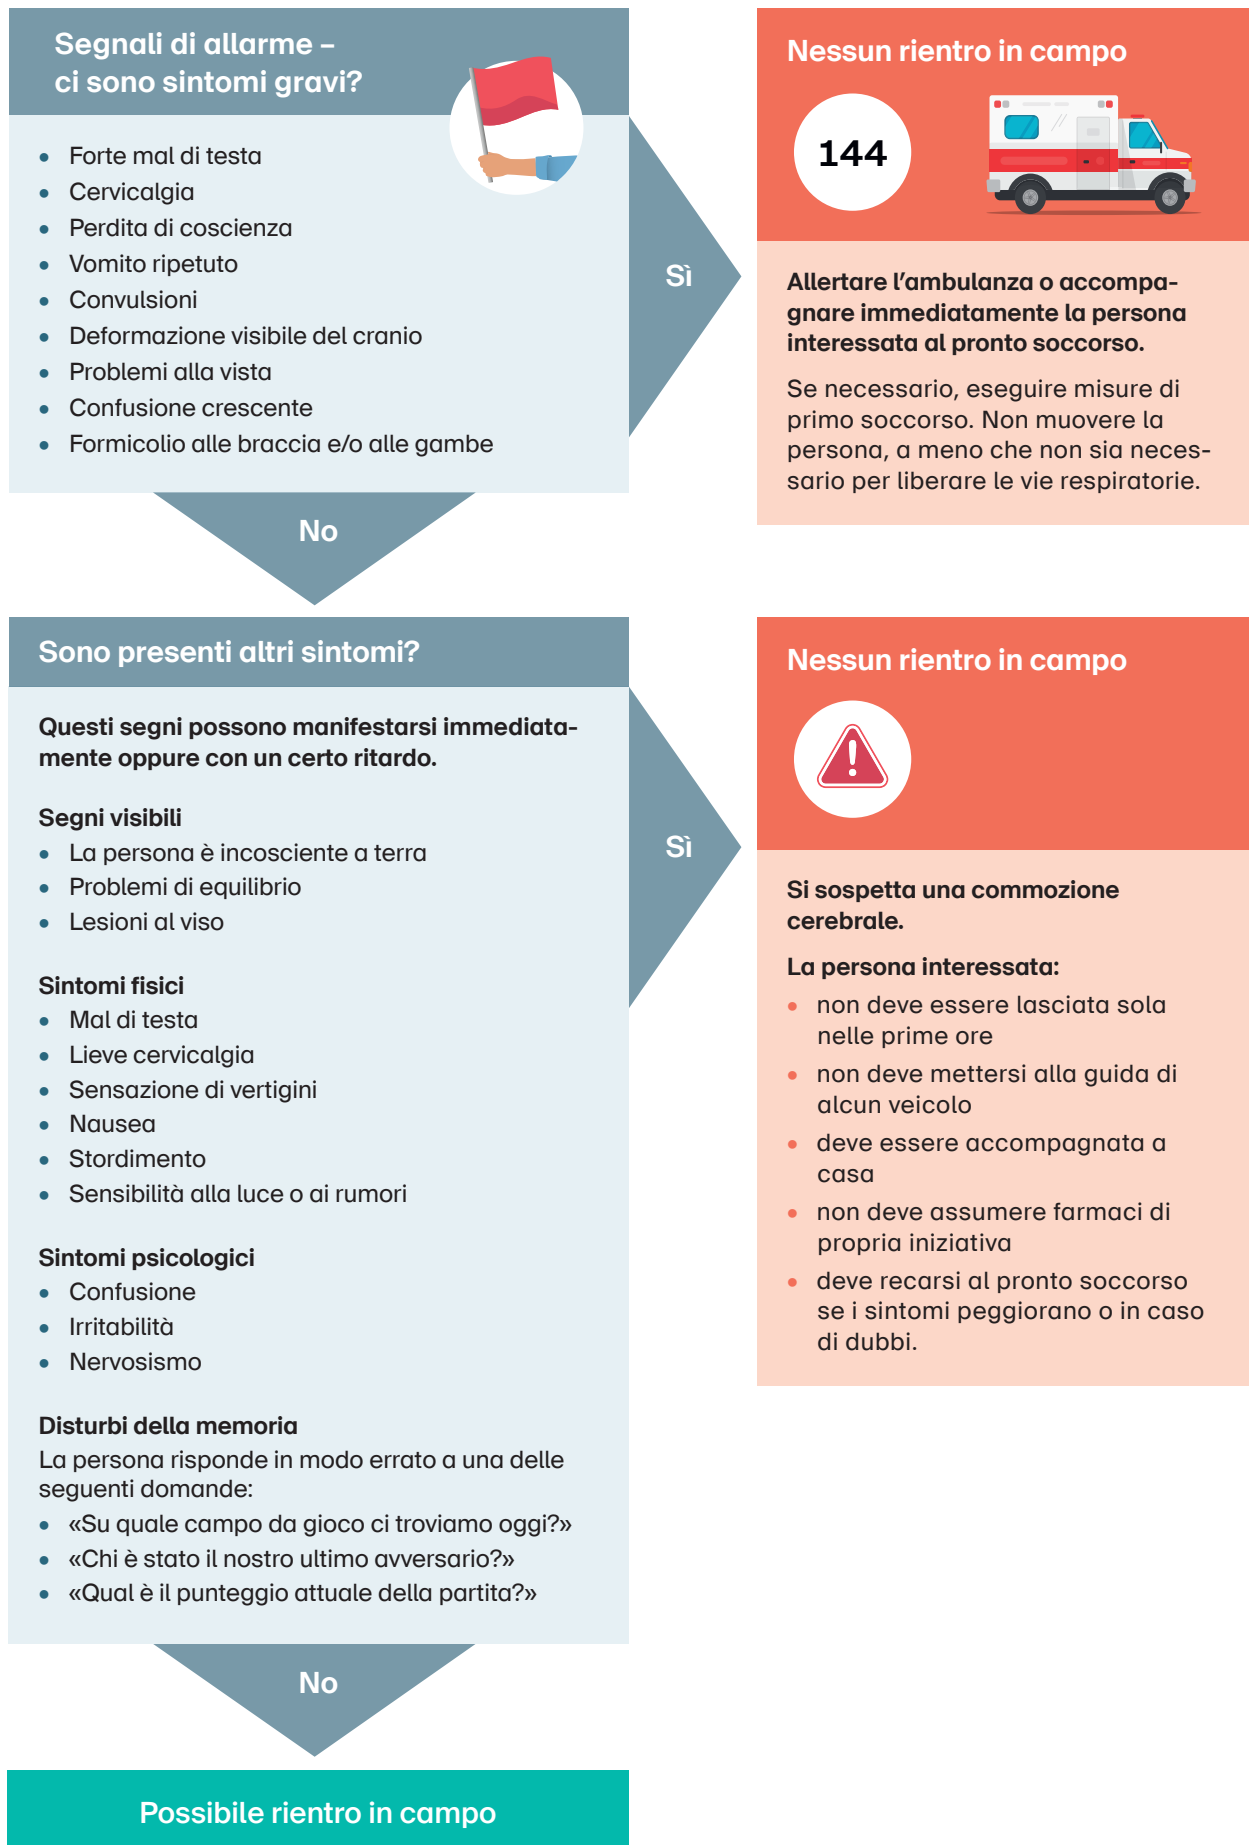 Segnali di allarme –
ci sono sintomi gravi?
• Forte mal di testa
• Cervicalgia
• Perdita di coscienza
• Vomito ripetuto
• Convulsioni
• Deformazione visibile del cranio
• Problemi alla vista
• Confusione crescente
• Formicolio alle braccia e/o alle gambe
Sì
Nessun rientro in campo
144
Allertare l’ambulanza o accompa-
gnare immediatamente la persona
interessata al pronto soccorso.
Se necessario, eseguire misure di
primo soccorso. Non muovere la
persona, a meno che non sia neces-
sario per liberare le vie respiratorie.
No
Sono presenti altri sintomi?
Questi segni possono manifestarsi immediata-
mente oppure con un certo ritardo.
Segni visibili
• La persona è incosciente a terra
• Problemi di equilibrio
• Lesioni al viso
Sintomi fisici
• Mal di testa
• Lieve cervicalgia
• Sensazione di vertigini
• Nausea
• Stordimento
• Sensibilità alla luce o ai rumori
Sintomi psicologici
• Confusione
• Irritabilità
• Nervosismo
Disturbi della memoria
La persona risponde in modo errato a una delle
seguenti domande:
• «Su quale campo da gioco ci troviamo oggi?»
• «Chi è stato il nostro ultimo avversario?»
• «Qual è il punteggio attuale della partita?»
Sì
Nessun rientro in campo
Si sospetta una commozione
cerebrale.
La persona interessata:
• non deve essere lasciata sola
nelle prime ore
• non deve mettersi alla guida di
alcun veicolo
• deve essere accompagnata a
casa
• non deve assumere farmaci di
propria iniziativa
• deve recarsi al pronto soccorso
se i sintomi peggiorano o in caso
di dubbi.
No
Possibile rientro in campo